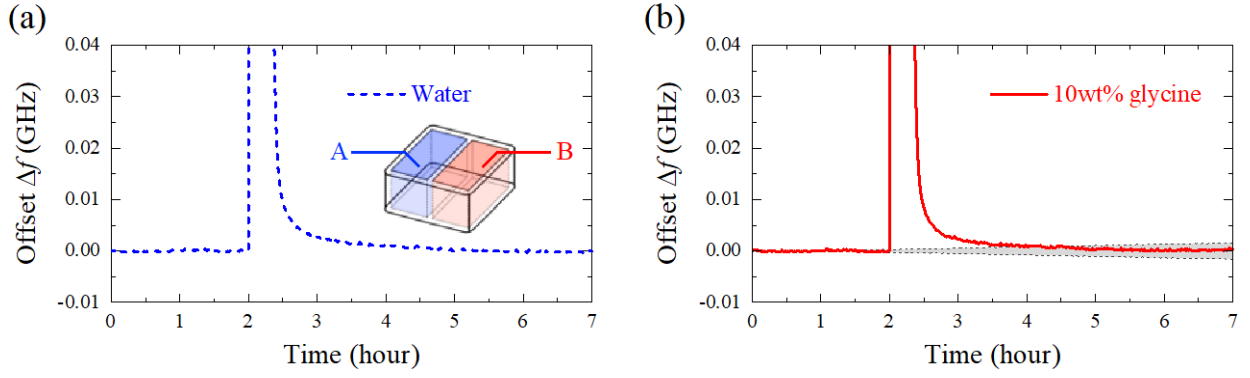 (a)
Offset Δf (GHz)
0.04
0.03
0.02
0.01
0.00
-0.01
Water
A
B
0 1 2 3 4 5 6 7
Time (hour)
(b)
Offset Δf (GHz)
0.04
0.03
0.02
0.01
0.00
-0.01
10wt% glycine
0 1 2 3 4 5 6 7
Time (hour)